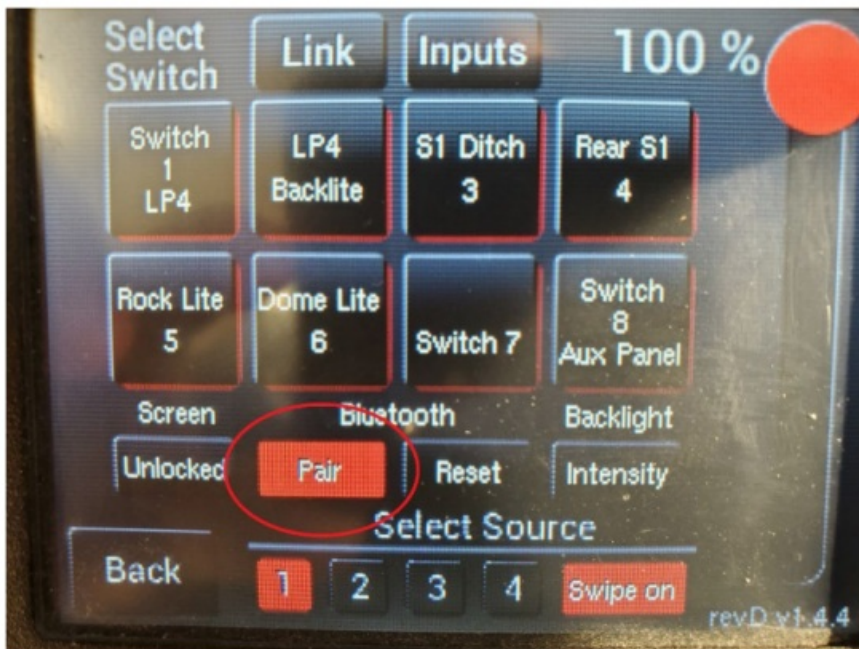 Select
Switch
Link
Inputs
100 %
Switch
1
LP4
LP4
Backlite
S1 Ditch
3
Rear S1
4
Rock Lite
5
Dome Lite
6
Switch 7
Switch
8
Aux Panel
Screen
Bluetooth
Backlight
Unlocked
Pair
Reset
Intensity
Select Source
Back
1
2
3
4
Swipe on
revD v1.4.4